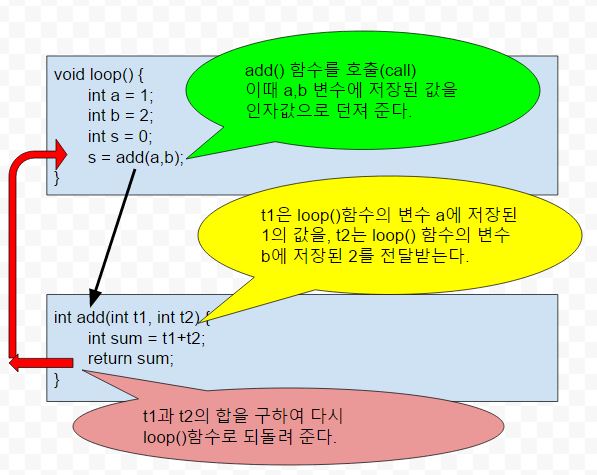 void loop() {
int a = 1;
int b = 2;
int s = 0;
s = add(a,b);
}
add() 함수를 호출(call)
이때 a,b 변수에 저장된 값을
인자값으로 던져 준다.
t1은 loop()함수의 변수 a에 저장된
1의 값을, t2는 loop() 함수의 변수
b에 저장된 2를 전달받는다.
int add(int t1, int t2) {
int sum = t1+t2;
return sum;
}
t1과 t2의 합을 구하여 다시
loop()함수로 되돌려 준다.